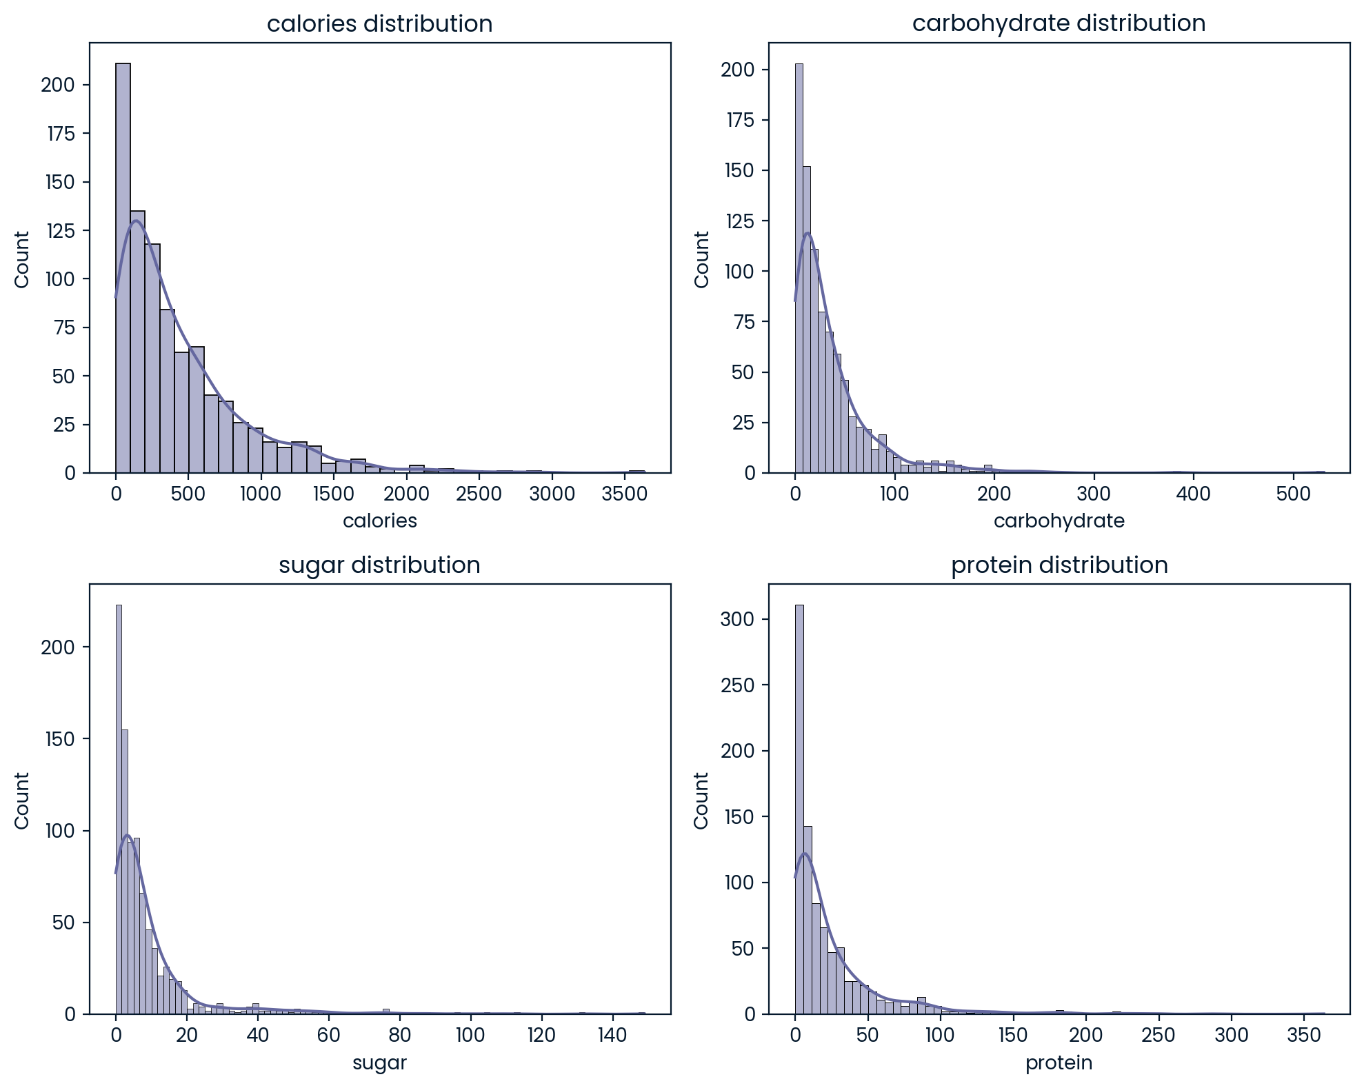 calories distribution
200
175
150
125
100
75
50
25
0
Count
0 500 1000 1500 2000 2500 3000 3500
calories
carbohydrate distribution
200
175
150
125
100
75
50
25
0
Count
0 100 200 300 400 500
carbohydrate
sugar distribution
200
150
100
50
0
Count
0 20 40 60 80 100 120 140
sugar
protein distribution
300
250
200
150
100
50
0
Count
0 50 100 150 200 250 300 350
protein